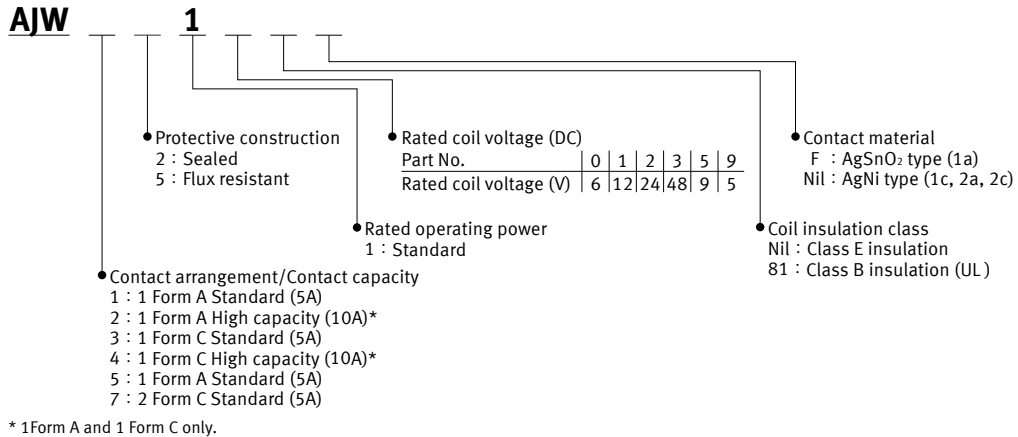 AJW 1
Protective construction
2 : Sealed
5 : Flux resistant
Rated coil voltage (DC)
Part No. 0 1 2 3 5 9
Rated coil voltage (V) 6 12 24 48 9 5
Contact material
F : AgSnO₂ type (1a)
Nil : AgNi type (1c, 2a, 2c)
Rated operating power
1 : Standard
Coil insulation class
Nil : Class E insulation
81 : Class B insulation (UL)
Contact arrangement/Contact capacity
1 : 1 Form A Standard (5A)
2 : 1 Form A High capacity (10A)*
3 : 1 Form C Standard (5A)
4 : 1 Form C High capacity (10A)*
5 : 1 Form A Standard (5A)
7 : 2 Form C Standard (5A)
* 1Form A and 1 Form C only.